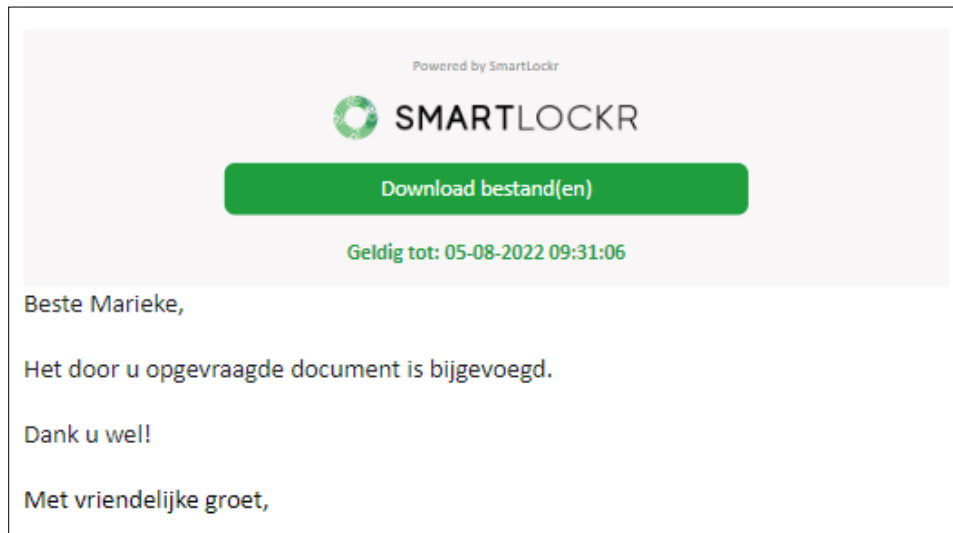 Powered by SmartLockr
SMARTLOCKR
Download bestand(en)
Geldig tot: 05-08-2022 09:31:06
Beste Marieke,
Het door u opgevraagde document is bijgevoegd.
Dank u wel!
Met vriendelijke groet,